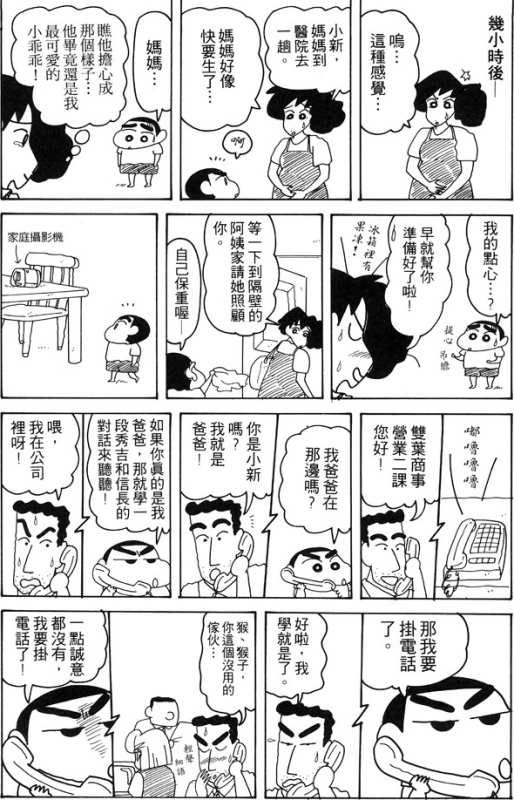 幾小時後—
嗚…
這種感覺…
小新，
媽媽到
醫院去
一趟。
媽媽好像
快要生了…
啊
媽媽…
瞧他擔心成
那個樣子…
他畢竟還是我
最可愛的
小乖乖！
我的點心…？
提心
吊膽
早就幫你
準備好了啦！
冰箱裡有
果凍！
等一下到隔壁的
阿姨家請她照顧
你。
自己保重喔—
家庭攝影機
嘟嚕嚕嚕
雙葉商事
營業二課
您好！
我爸爸在
那邊嗎？
你是小新
嗎？
我就是
爸爸！
如果你真的是我
爸爸，那就學一
段秀吉和信長的
對話來聽聽！
喂，
我在公司
裡呀！
那我要
掛電話
了。
好啦，我
學就是了。
猴、猴子，
你這個沒用的
傢伙…
輕聲
細語
一點誠意
都沒有，
我要掛
電話了！